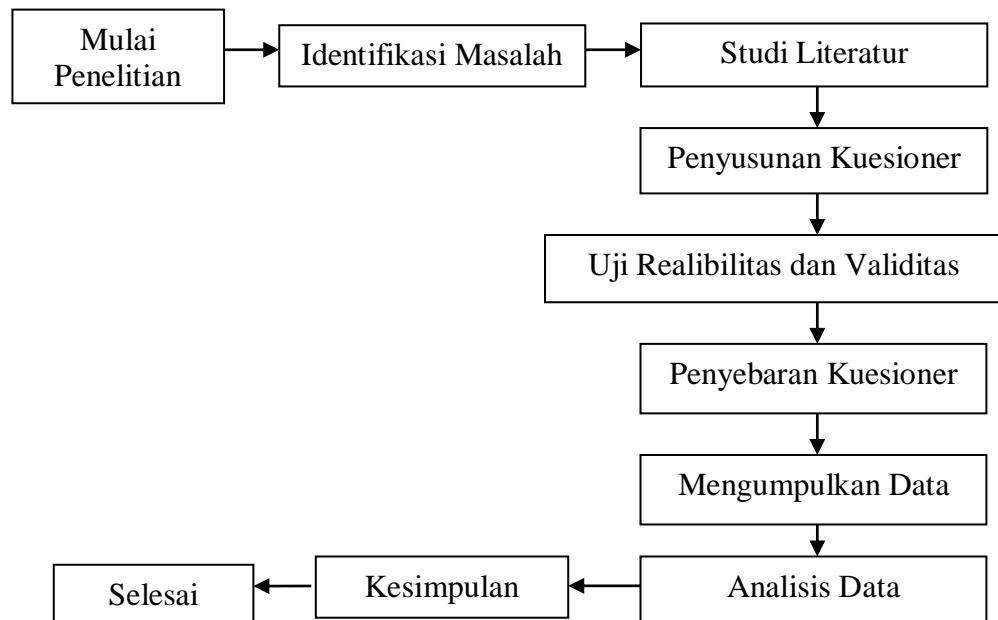 Mulai
Penelitian
Identifikasi Masalah
Studi Literatur
Penyusunan Kuesioner
Uji Realibilitas dan Validitas
Penyebaran Kuesioner
Mengumpulkan Data
Analisis Data
Kesimpulan
Selesai